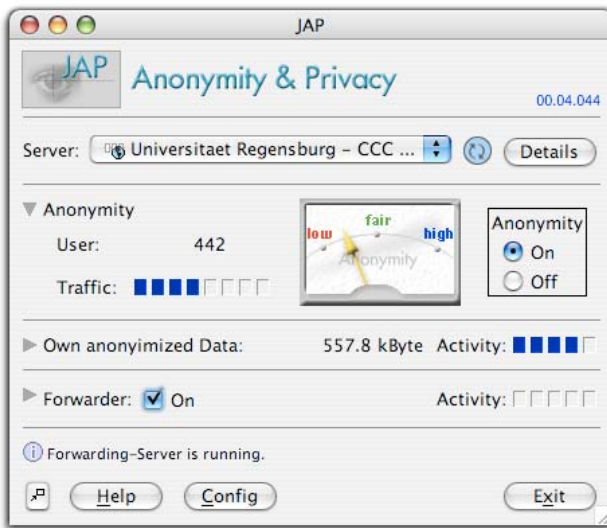 JAP
JAP
Anonymity & Privacy
00.04.044
Server: Universitaet Regensburg – CCC ... Details
Anonymity
User: 442
Traffic:
low fair high
Anonymity
Anonymity
On
Off
Own anonyimized Data: 557.8 kByte Activity:
Forwarder: On Activity:
Forwarding-Server is running.
Help Config Exit